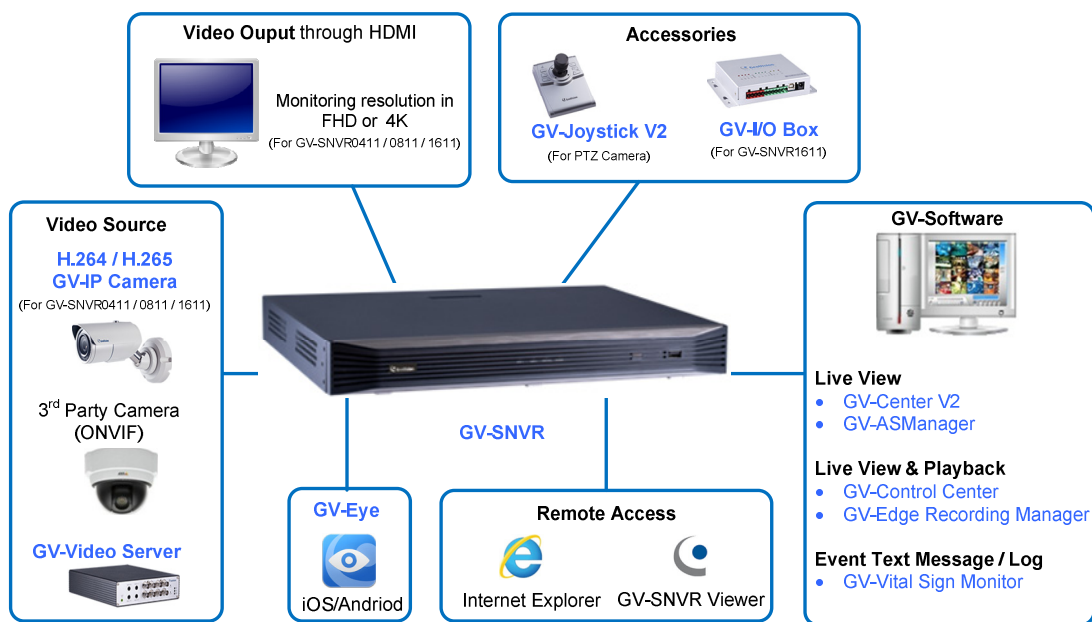 Video Ouput through HDMI
Monitoring resolution in
FHD or 4K
(For GV-SNVR0411 / 0811 / 1611)
Accessories
GV-Joystick V2
(For PTZ Camera)
GV-I/O Box
(For GV-SNVR1611)
Video Source
H.264 / H.265
GV-IP Camera
(For GV-SNVR0411 / 0811 / 1611)
3rd Party Camera
(ONVIF)
GV-Video Server
GV-SNVR
GV-Eye
iOS/Andriod
Remote Access
Internet Explorer
GV-SNVR Viewer
GV-Software
Live View
• GV-Center V2
• GV-ASManager
Live View & Playback
• GV-Control Center
• GV-Edge Recording Manager
Event Text Message / Log
• GV-Vital Sign Monitor